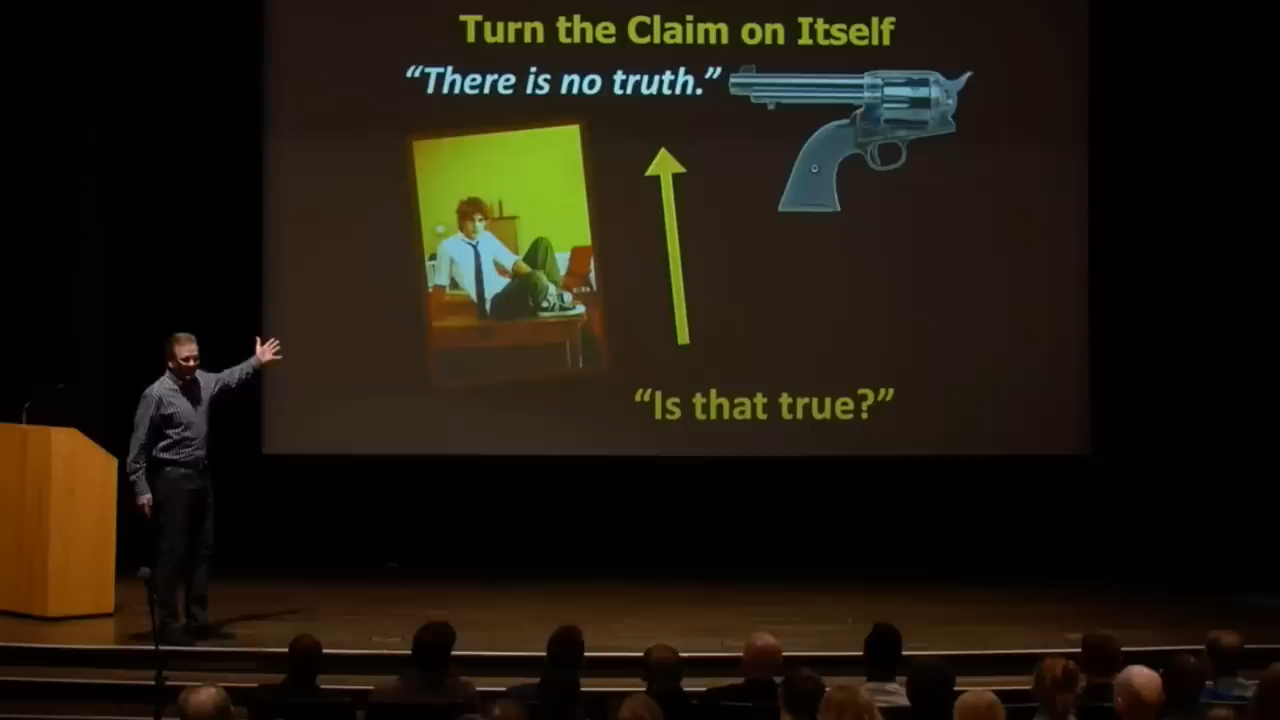 Turn the Claim on Itself
“There is no truth.”
“Is that true?”